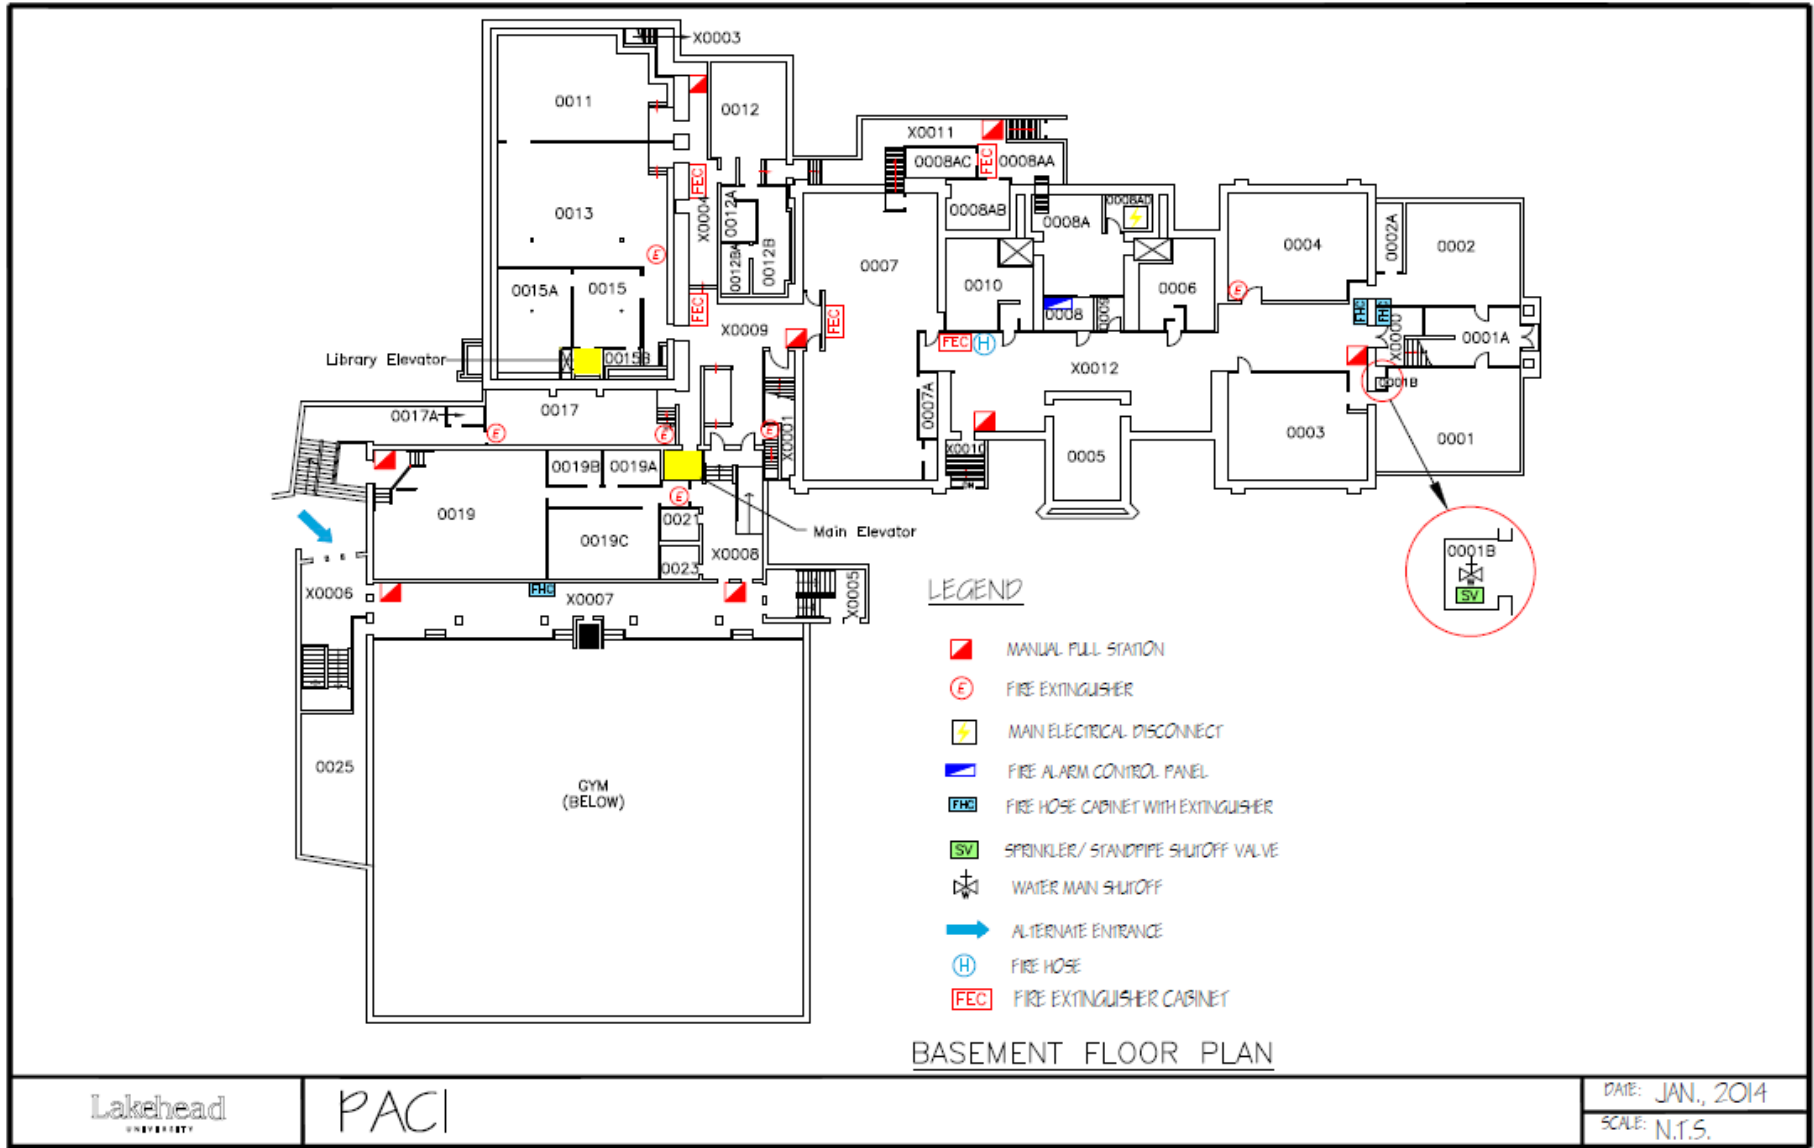 X0003
0011
0012
X0011
FEC
0008AC
0008AA
FEC
0013
X0004
0012A
0008AB
0008A
0008AD
0004
0002A
0002
E
0012BA
0012B
0007
0015A
0015
0010
0006
E
FEC
X0009
FEC
0008
0009
FHC
FHC
X0000
0001A
Library Elevator
0015B
FEC
H
X0012
0001B
0017A
0017
0007A
E
E
E
X0001
X0010
0005
0003
0001
0019B
0019A
0019
E
0021
Main Elevator
0019C
X0008
0023
0001B
SV
X0006
FHC
X0007
X0005
0025
GYM
(BELOW)
LEGEND
MANUAL PULL STATION
E FIRE EXTINGUISHER
MAIN ELECTRICAL DISCONNECT
FIRE ALARM CONTROL PANEL
FHC FIRE HOSE CABINET WITH EXTINGUISHER
SV SPRINKLER/ STANDPIPE SHUTOFF VALVE
W WATER MAIN SHUTOFF
ALTERNATE ENTRANCE
H FIRE HOSE
FEC FIRE EXTINGUISHER CABINET
BASEMENT FLOOR PLAN
Lakehead
UNIVERSITY
PACI
DATE: JAN., 2014
SCALE: N.T.S.